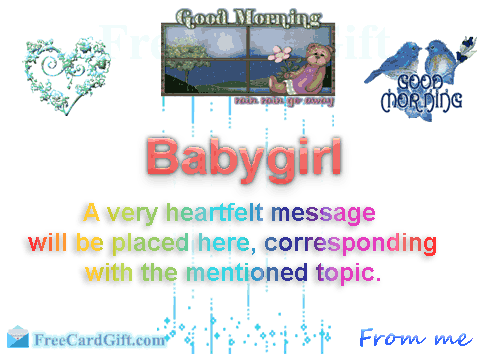 FreeCardGift
Good Morning
rain rain go away
GOOD
MORNING
Babygirl
A very heartfelt message
will be placed here, corresponding
with the mentioned topic.
FreeCardGift.com
From me